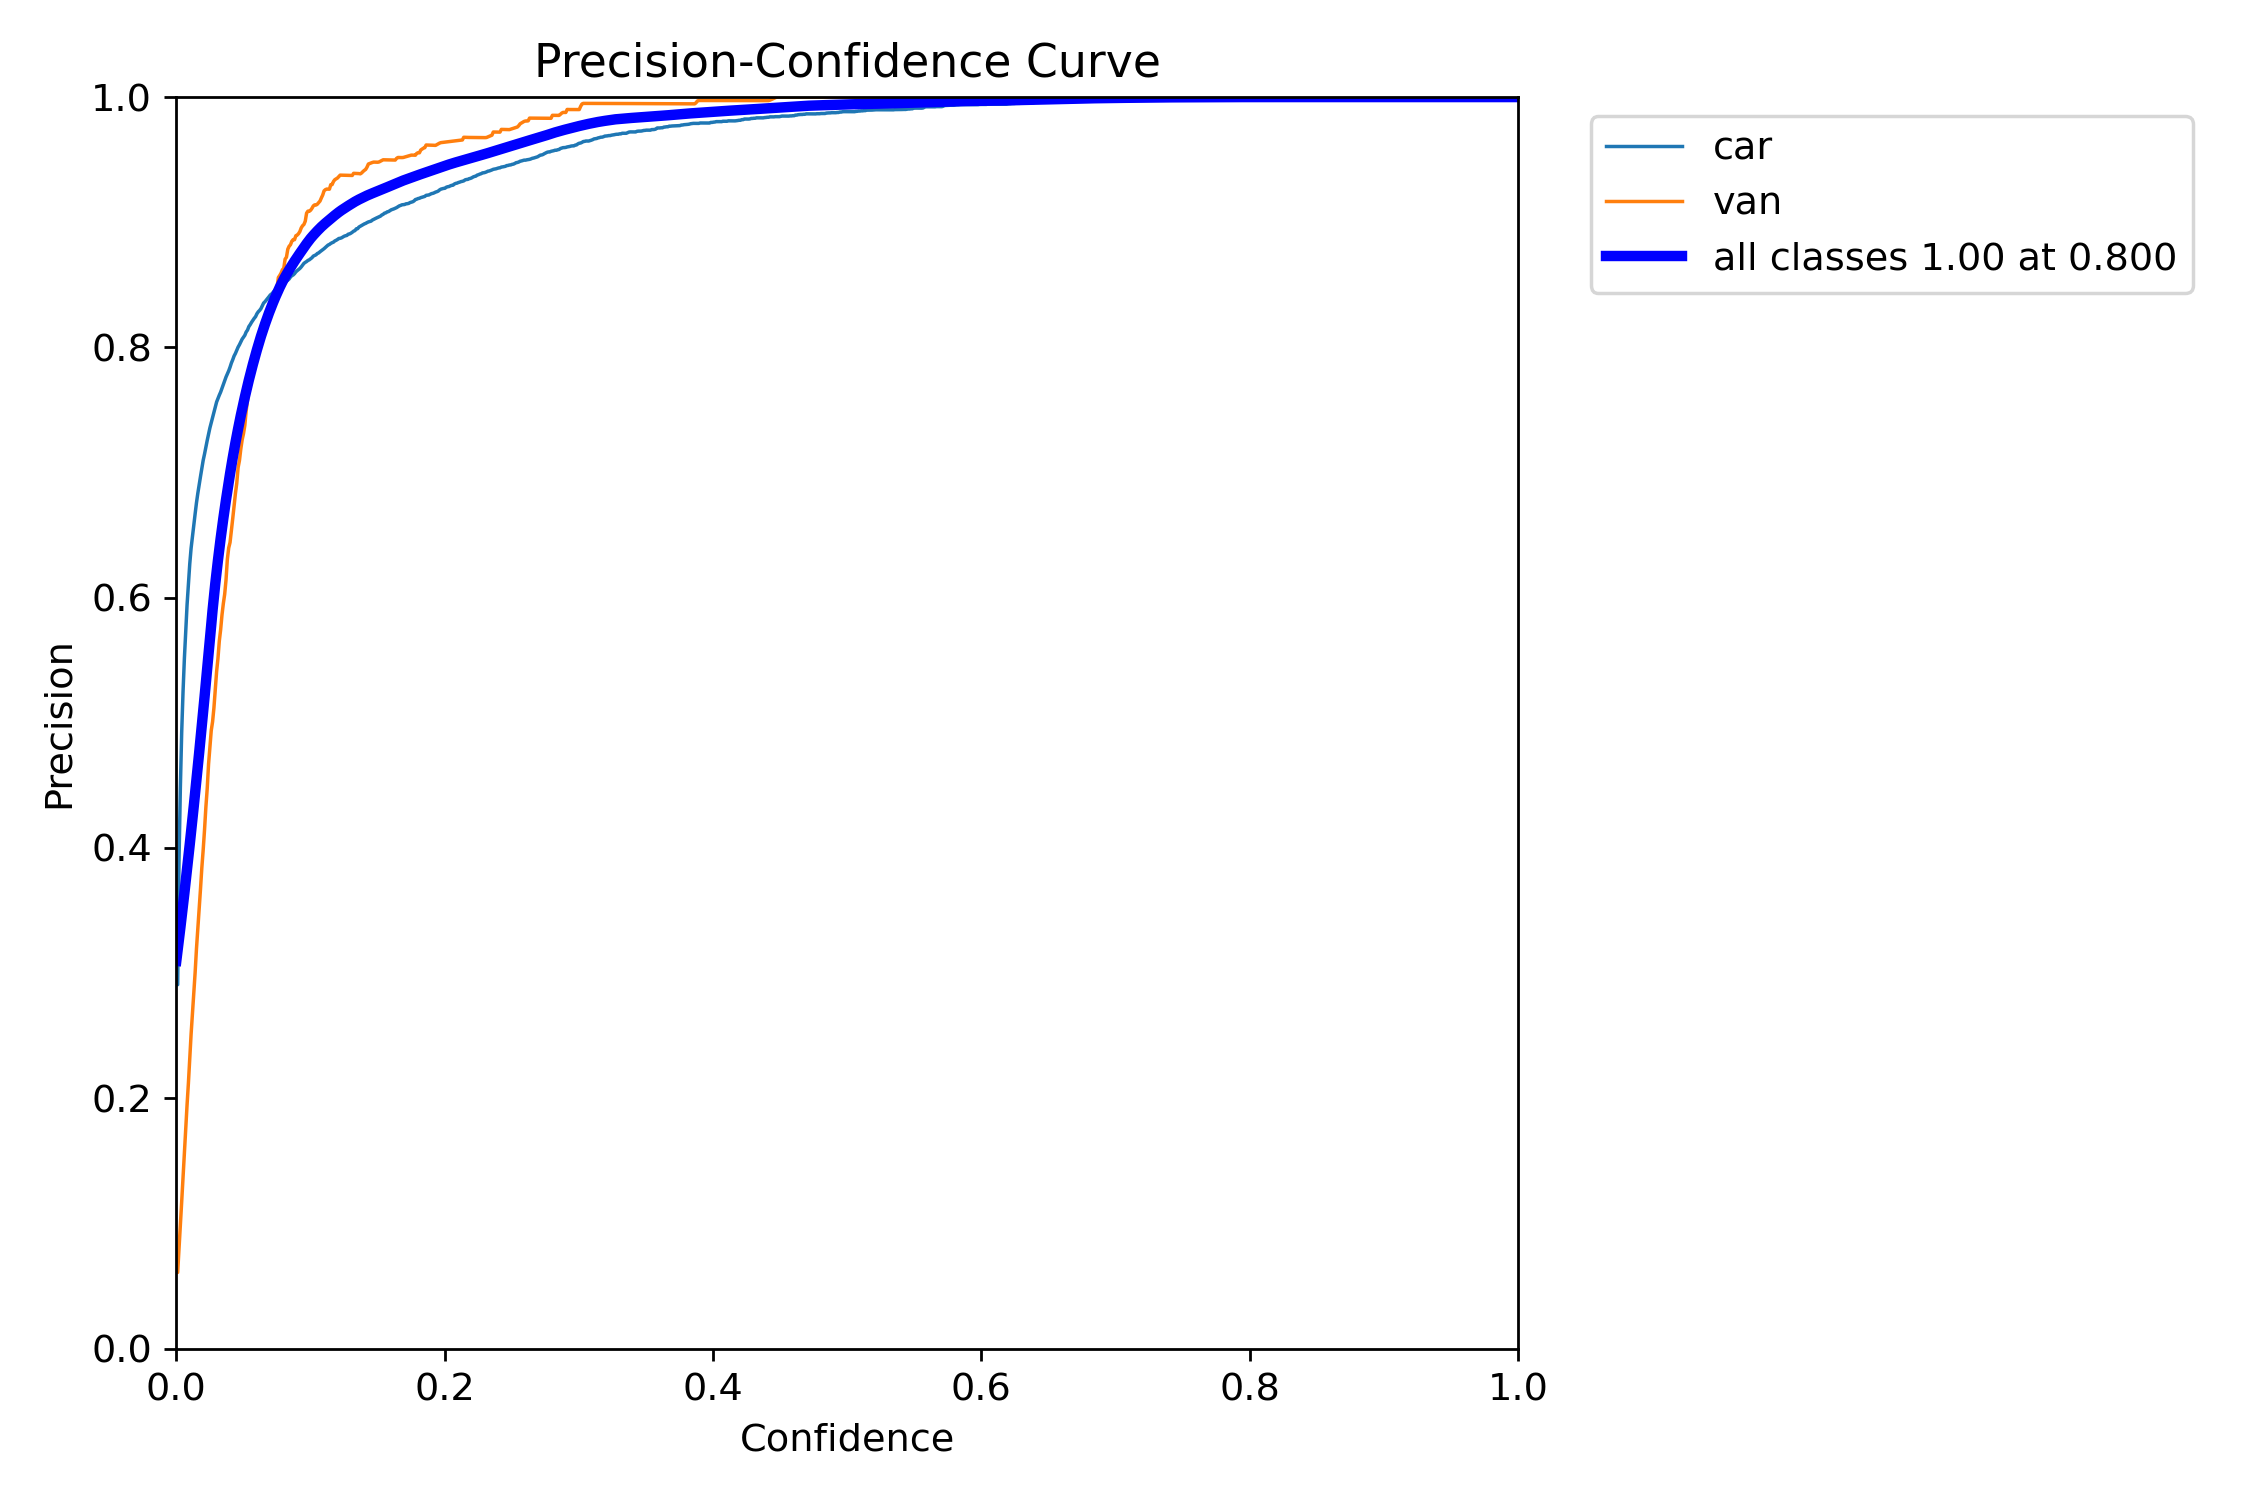 Precision-Confidence Curve
1.0
0.8
0.6
0.4
0.2
0.0
Precision
0.0 0.2 0.4 0.6 0.8 1.0
Confidence
car
van
all classes 1.00 at 0.800